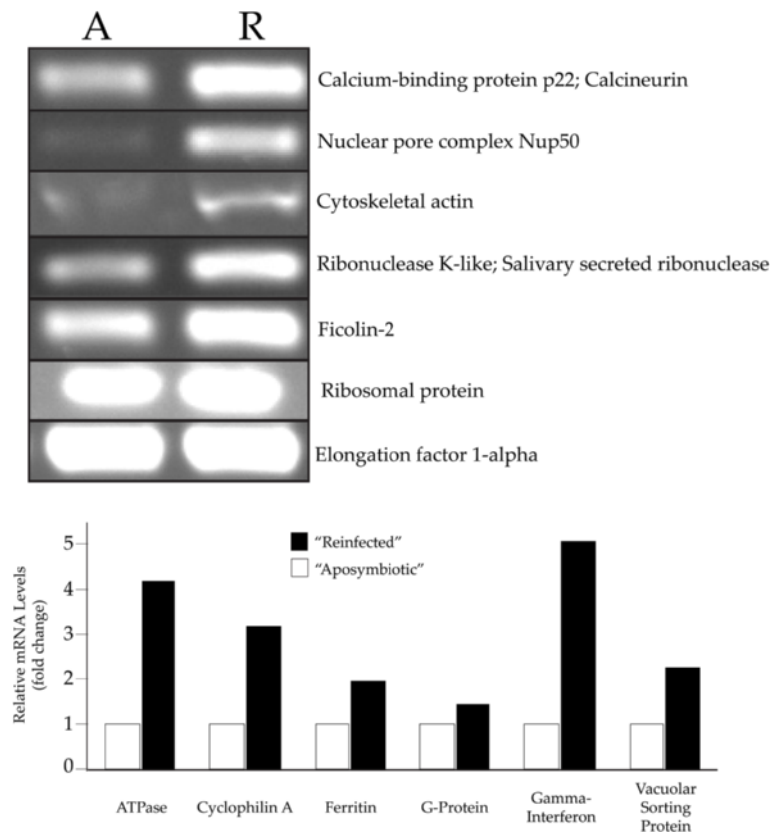 A R
Calcium-binding protein p22; Calcineurin
Nuclear pore complex Nup50
Cytoskeletal actin
Ribonuclease K-like; Salivary secreted ribonuclease
Ficolin-2
Ribosomal protein
Elongation factor 1-alpha
Relative mRNA Levels
(fold change)
5
4
3
2
1
0
"Reinfected"
"Aposymbiotic"
ATPase
Cyclophilin A
Ferritin
G-Protein
Gamma-
Interferon
Vacuolar
Sorting
Protein